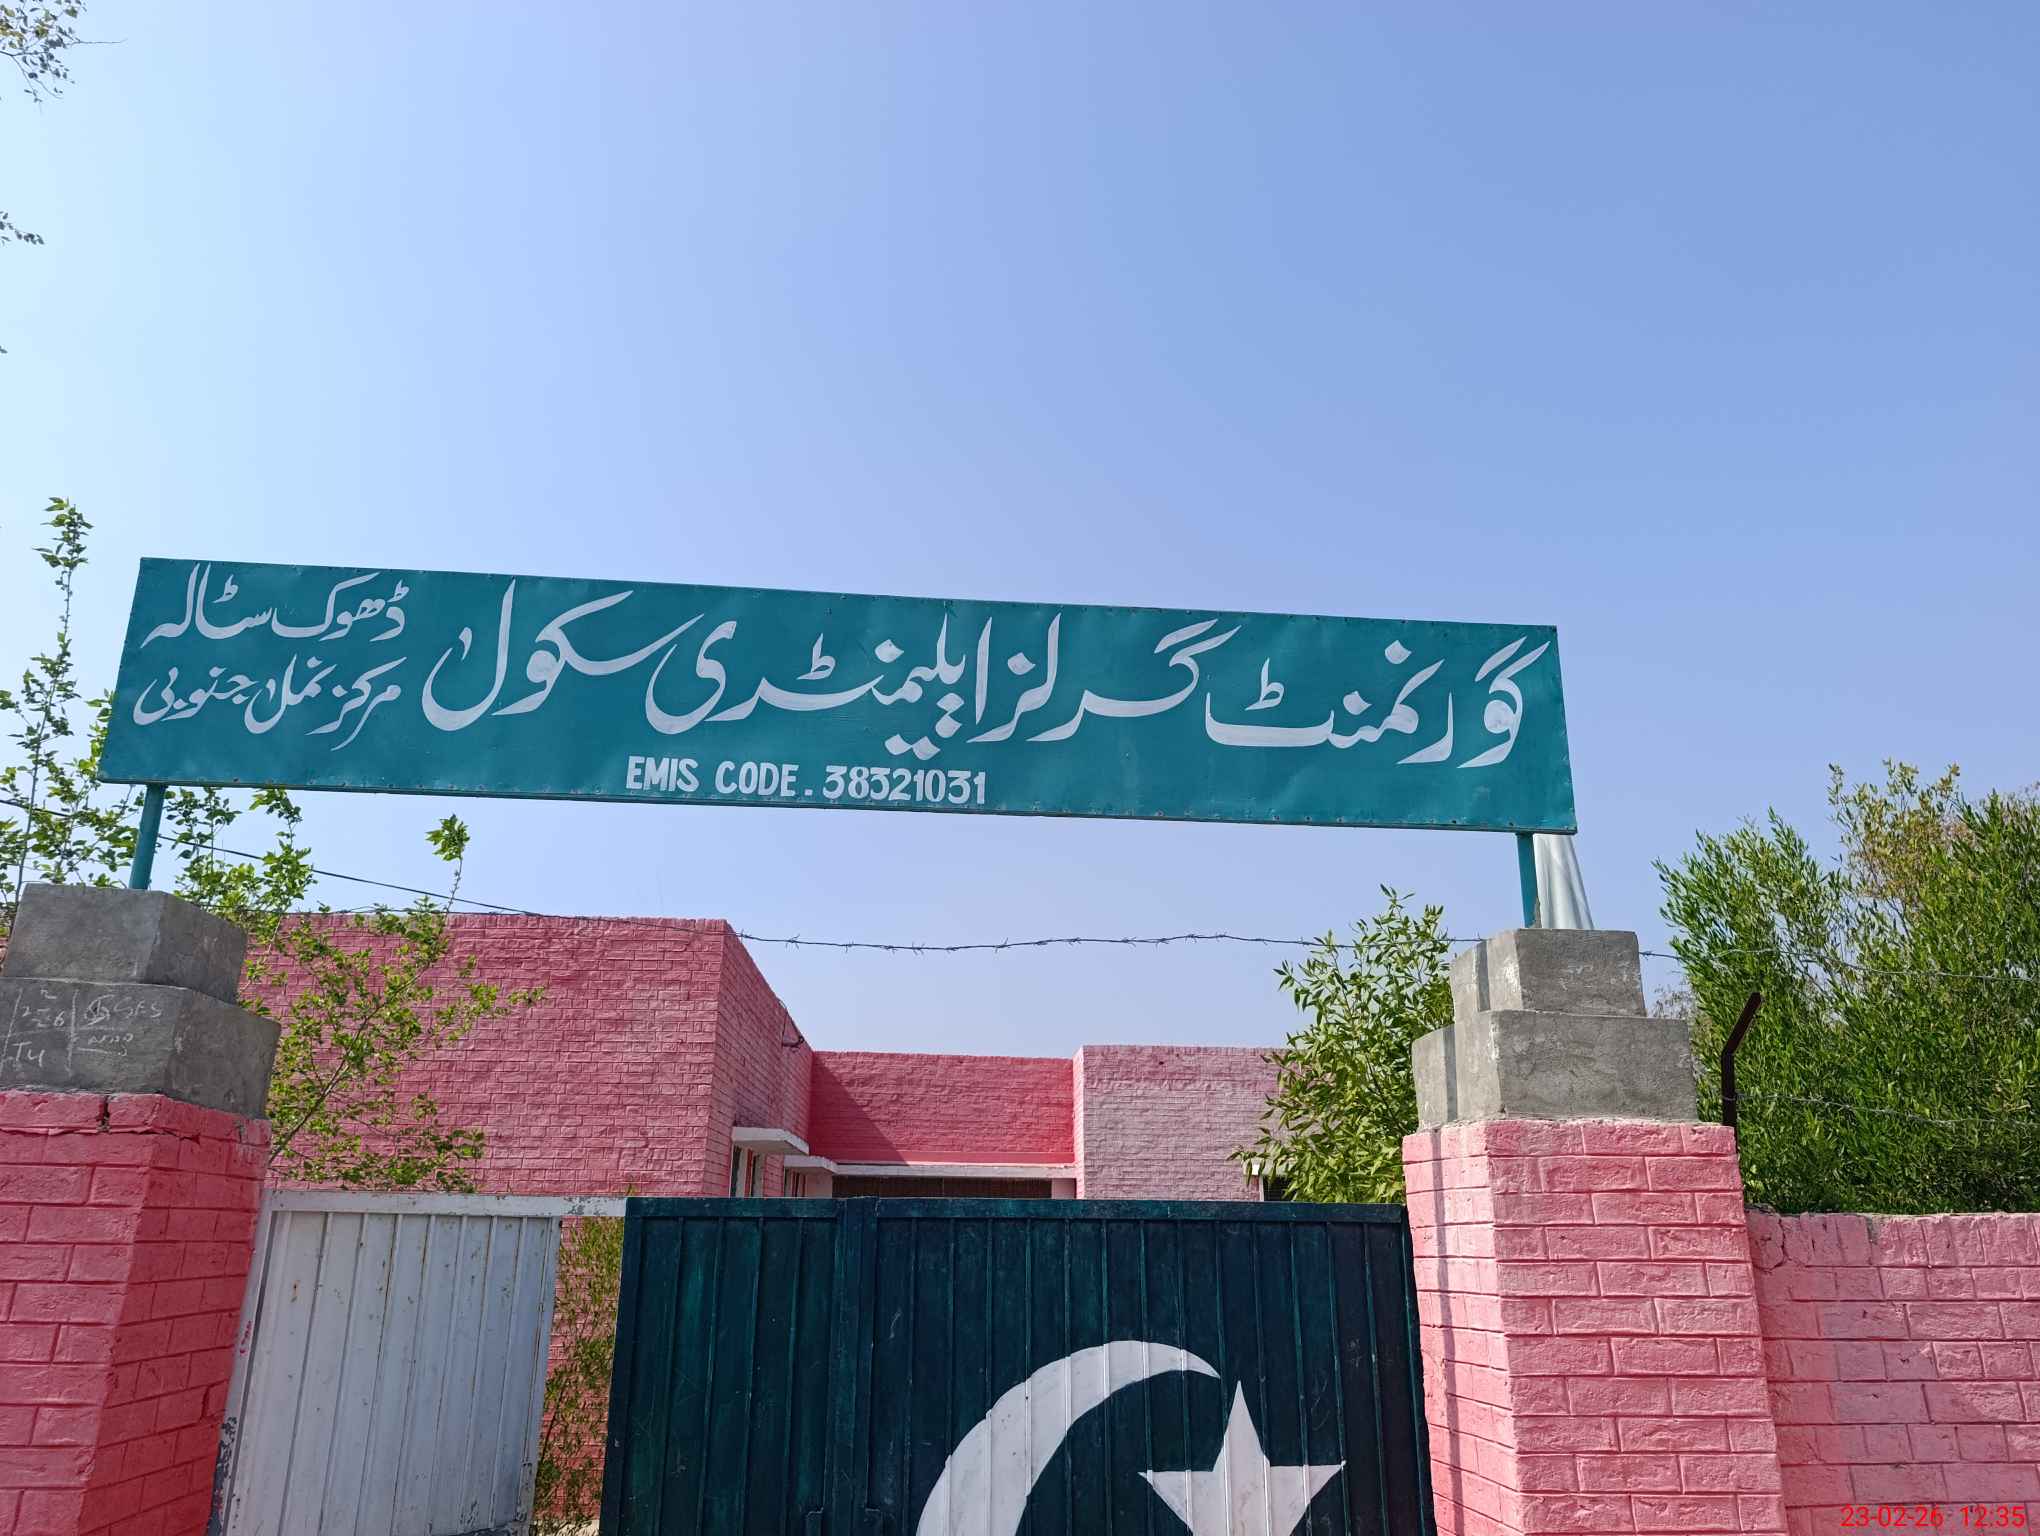 گورنمنٹ گرلز ایلیمنٹری سکول
ڈھوک سٹالہ
مرکز نمل جنوبی
EMIS CODE. 38321031
23-02-26 12:35